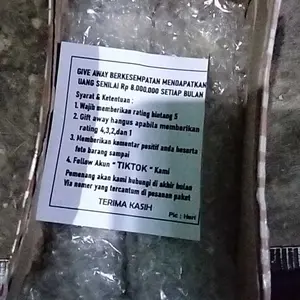 GIVE AWAY BERKESEMPATAN MENDAPATKAN
UANG SENILAI Rp 8.000.000 SETIAP BULAN
Syarat & Ketentuan :
1. Wajib memberikan rating bintang 5
2. Gift away hangus apabila memberikan
rating 4,3,2,dan 1
3. Memberikan komentar positif anda beserta
foto barang sampai
4. Follow Akun "TIKTOK" Kami
Pemenang akan kami hubungi di akhir bulan
Via nomer yang tercantum di pesanan paket
TERIMA KASIH
Pic : Heri